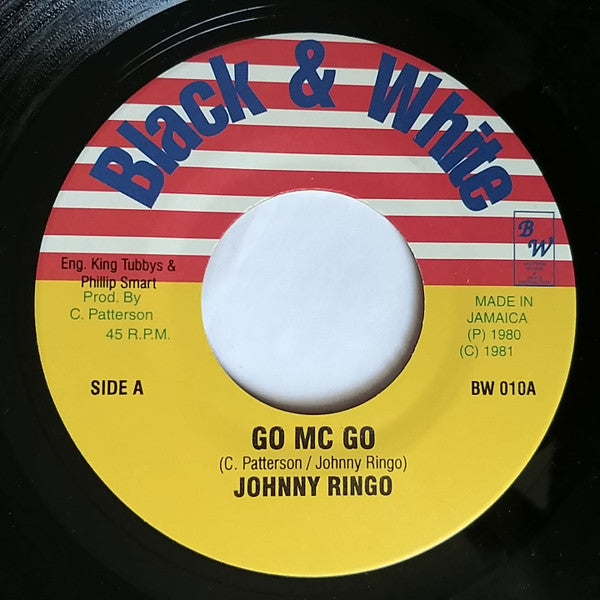 Black & White
BW
Eng. King Tubbys &
Phillip Smart
Prod. By
C. Patterson
45 R.P.M.
MADE IN
JAMAICA
(P) 1980
(C) 1981
SIDE A
BW 010A
GO MC GO
(C. Patterson / Johnny Ringo)
JOHNNY RINGO